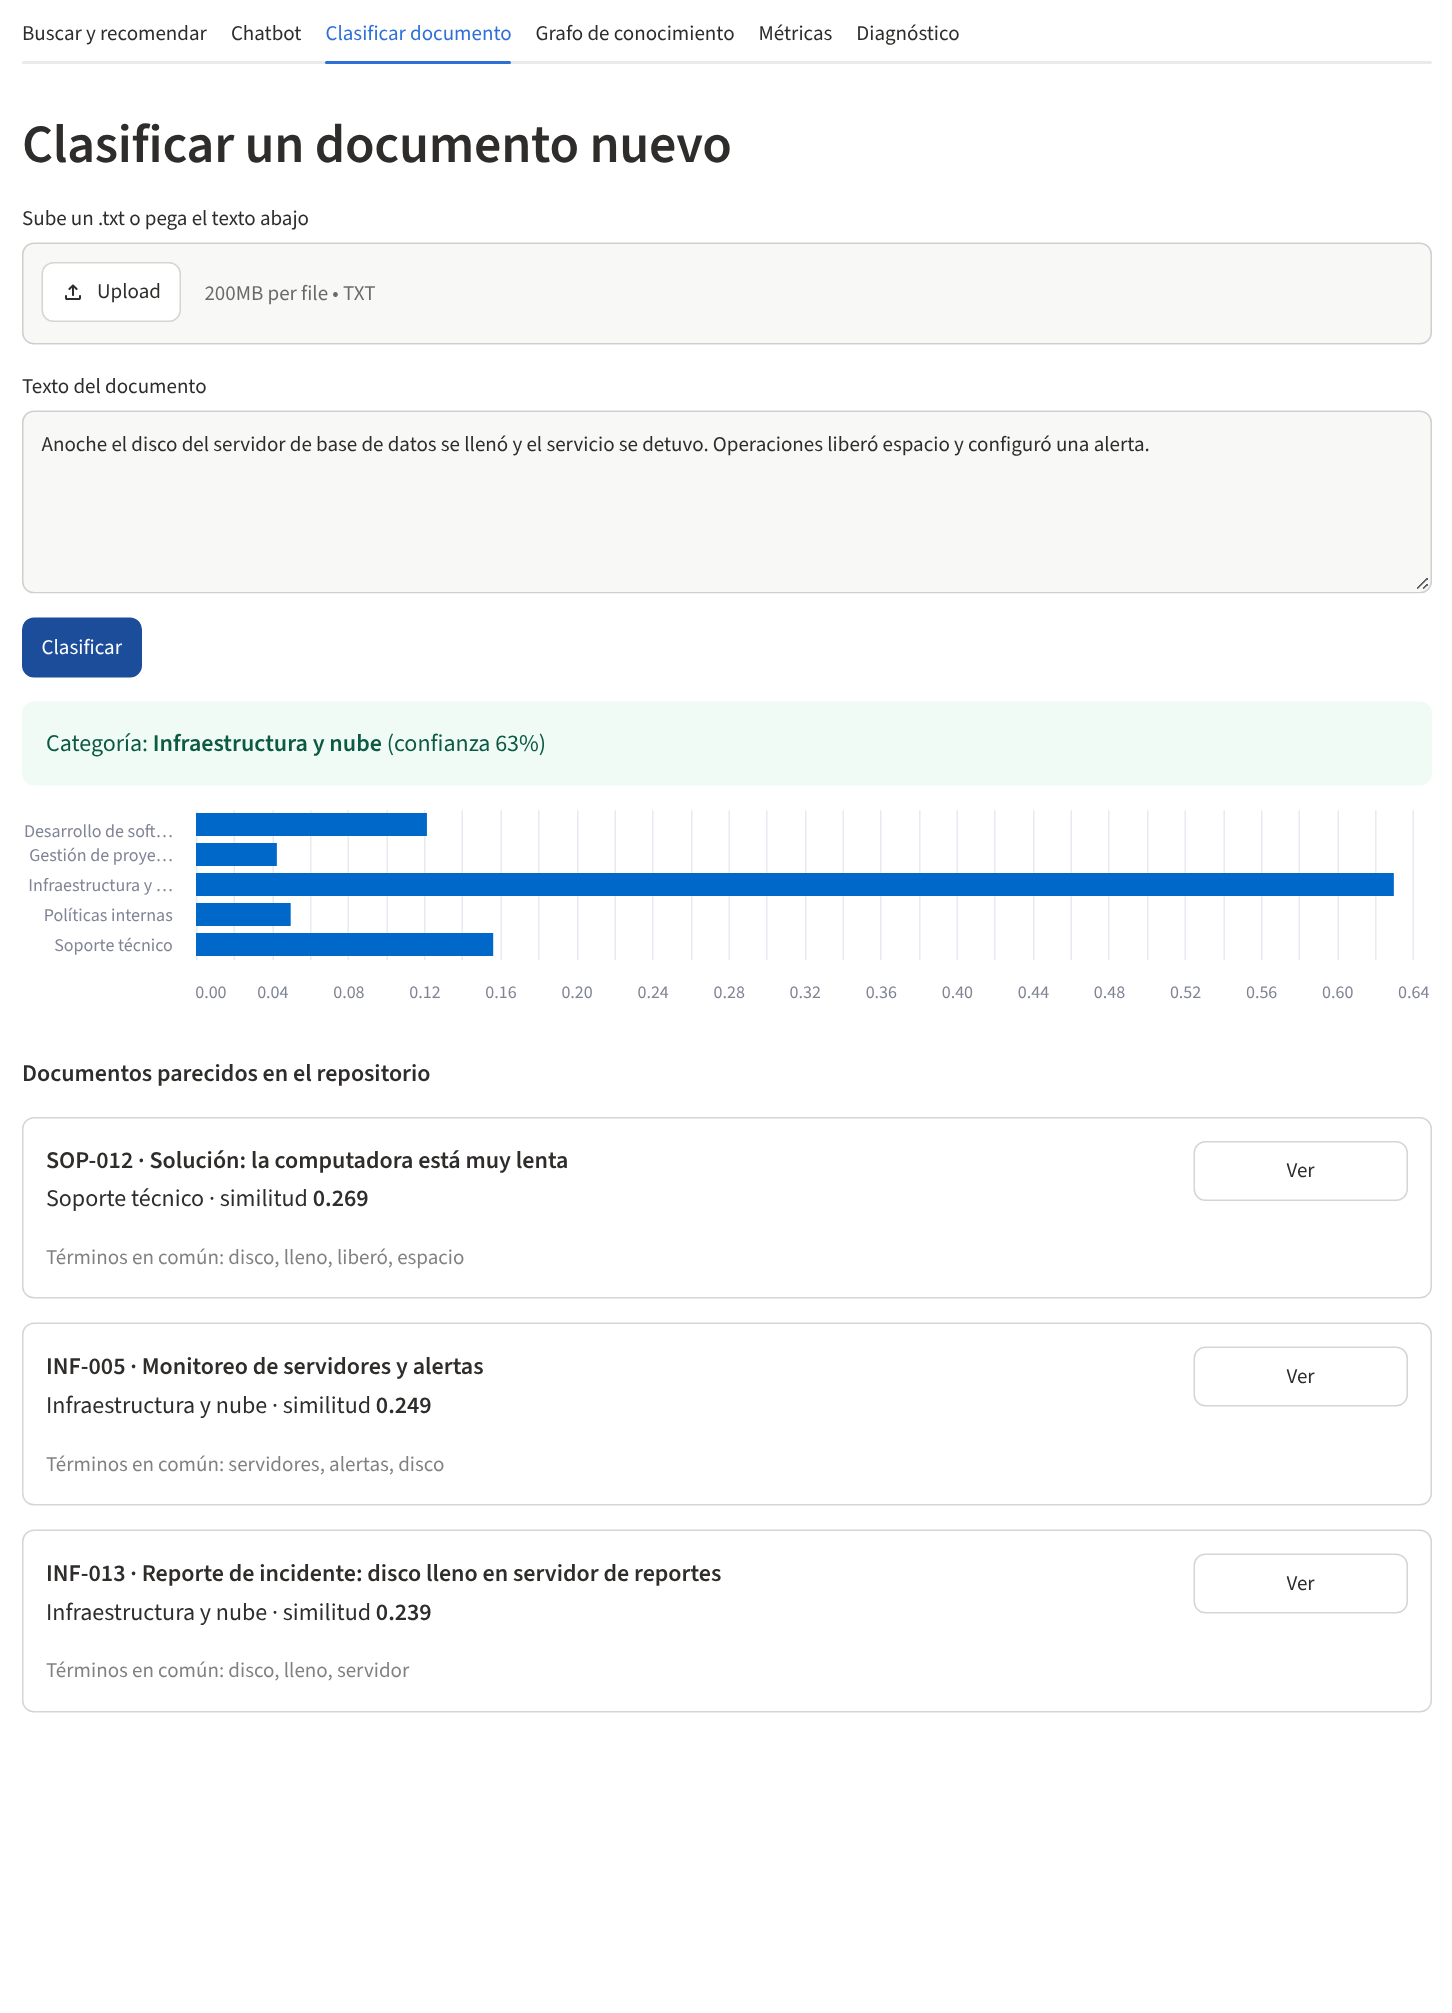 Buscar y recomendar Chatbot Clasificar documento Grafo de conocimiento Métricas Diagnóstico
Clasificar un documento nuevo
Sube un .txt o pega el texto abajo
Upload 200MB per file • TXT
Texto del documento
Anoche el disco del servidor de base de datos se llenó y el servicio se detuvo. Operaciones liberó espacio y configuró una alerta.
Clasificar
Categoría: Infraestructura y nube (confianza 63%)
Desarrollo de soft…
Gestión de proye…
Infraestructura y …
Políticas internas
Soporte técnico
0.00 0.04 0.08 0.12 0.16 0.20 0.24 0.28 0.32 0.36 0.40 0.44 0.48 0.52 0.56 0.60 0.64
Documentos parecidos en el repositorio
SOP-012 · Solución: la computadora está muy lenta
Ver
Soporte técnico · similitud 0.269
Términos en común: disco, lleno, liberó, espacio
INF-005 · Monitoreo de servidores y alertas
Ver
Infraestructura y nube · similitud 0.249
Términos en común: servidores, alertas, disco
INF-013 · Reporte de incidente: disco lleno en servidor de reportes
Ver
Infraestructura y nube · similitud 0.239
Términos en común: disco, lleno, servidor